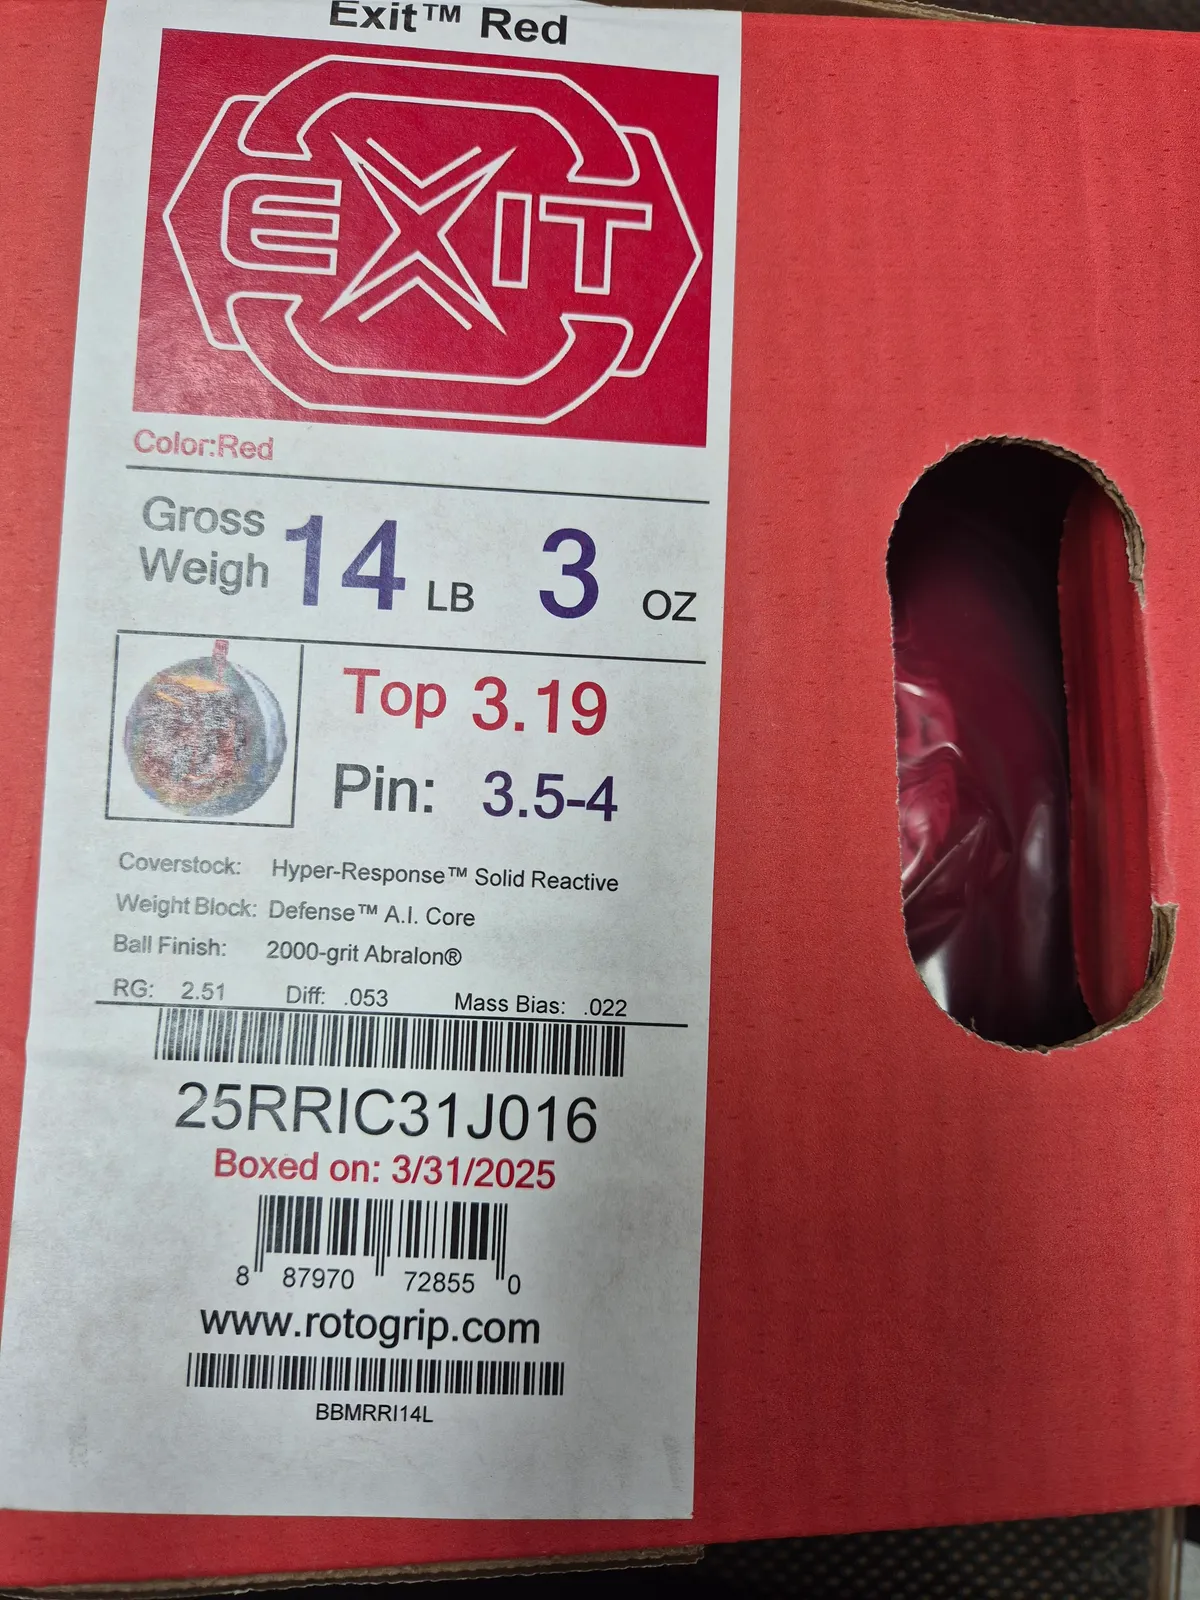 Exit™ Red
EXIT
Color:Red
Gross
Weigh 14 LB 3 OZ
Top 3.19
Pin: 3.5-4
Coverstock: Hyper-Response™ Solid Reactive
Weight Block: Defense™ A.I. Core
Ball Finish: 2000-grit Abralon®
RG: 2.51 Diff: .053 Mass Bias: .022
25RRIC31J016
Boxed on: 3/31/2025
8 87970 72855 0
www.rotogrip.com
BBMRRI14L